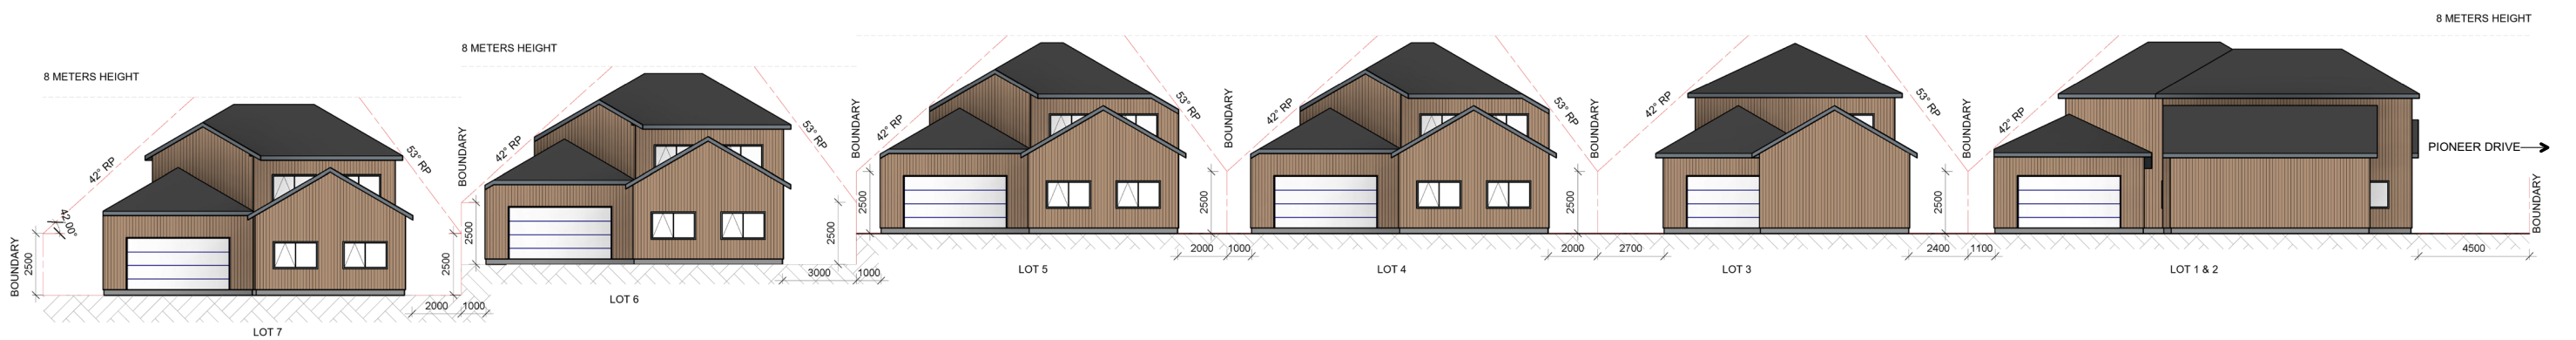 8 METERS HEIGHT
8 METERS HEIGHT
8 METERS HEIGHT
42° RP
53° RP
42° RP
53° RP
42° RP
53° RP
42° RP
53° RP
42° RP
53° RP
42° RP
PIONEER DRIVE
42.00°
BOUNDARY
BOUNDARY
BOUNDARY
BOUNDARY
BOUNDARY
BOUNDARY
BOUNDARY
2500
2500
2500
2500
2500
2500
2500
2500
2000
1000
3000
1000
2000
1000
2000
2700
2400
1100
4500
LOT 7
LOT 6
LOT 5
LOT 4
LOT 3
LOT 1 & 2